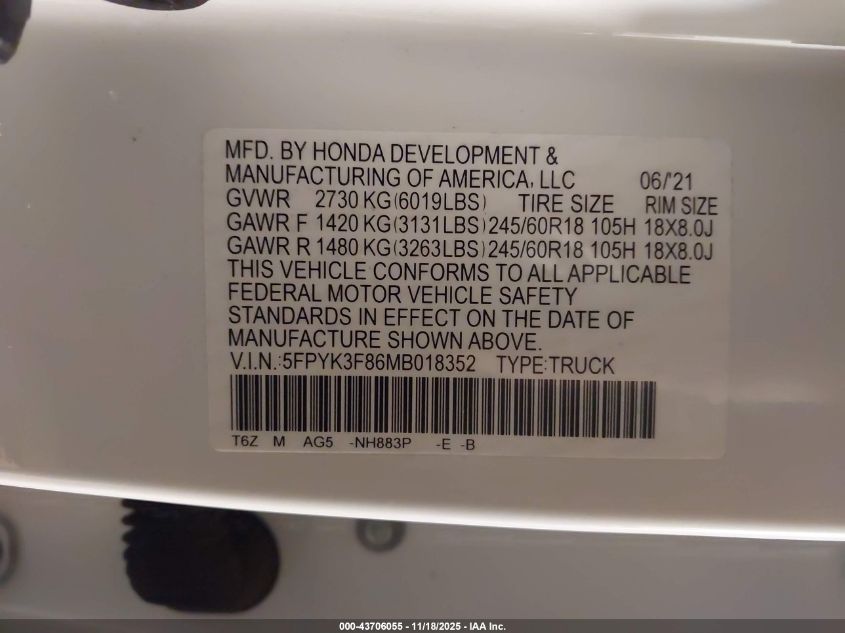 MFD. BY HONDA DEVELOPMENT &
MANUFACTURING OF AMERICA, LLC 06/'21
GVWR 2730 KG(6019LBS) TIRE SIZE RIM SIZE
GAWR F 1420 KG(3131LBS) 245/60R18 105H 18X8.0J
GAWR R 1480 KG(3263LBS) 245/60R18 105H 18X8.0J
THIS VEHICLE CONFORMS TO ALL APPLICABLE
FEDERAL MOTOR VEHICLE SAFETY
STANDARDS IN EFFECT ON THE DATE OF
MANUFACTURE SHOWN ABOVE.
V.I.N.:5FPYK3F86MB018352 TYPE:TRUCK
T6Z M AG5 -NH883P -E -B
000-43706055 - 11/18/2025 - IAA Inc.